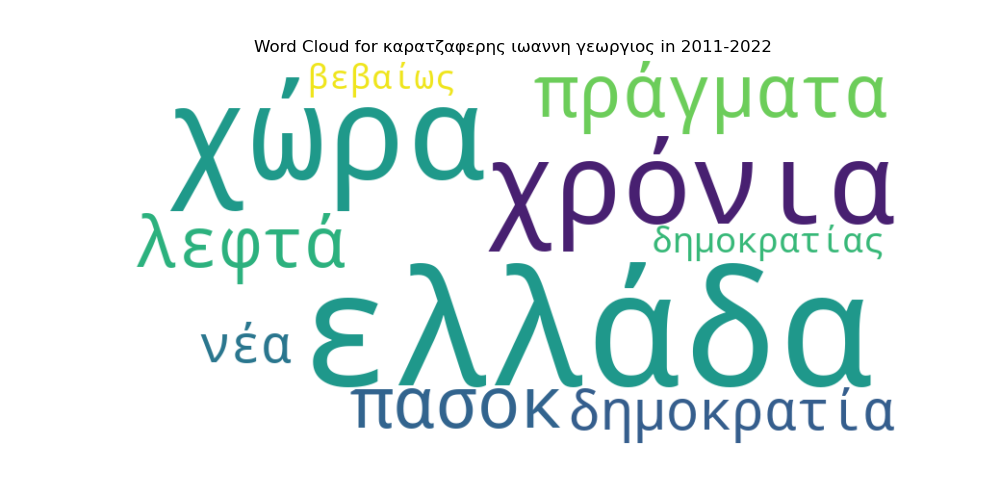 Word Cloud for καρατζαφερης ιωαννη γεωργιος in 2011-2022
βεβαίως
πράγματα
χώρα
χρόνια
λεφτά
δημοκρατίας
ελλάδα
νέα
πασοκ
δημοκρατία